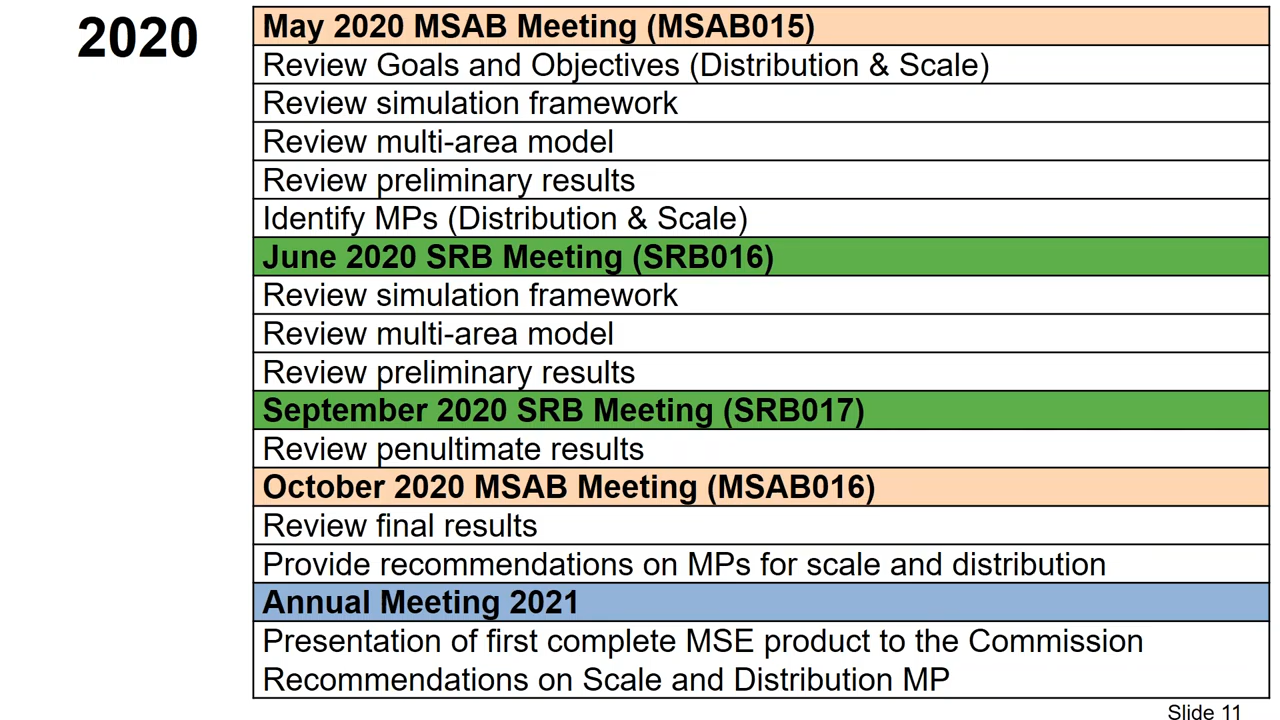 2020
May 2020 MSAB Meeting (MSAB015)
Review Goals and Objectives (Distribution & Scale)
Review simulation framework
Review multi-area model
Review preliminary results
Identify MPs (Distribution & Scale)
June 2020 SRB Meeting (SRB016)
Review simulation framework
Review multi-area model
Review preliminary results
September 2020 SRB Meeting (SRB017)
Review penultimate results
October 2020 MSAB Meeting (MSAB016)
Review final results
Provide recommendations on MPs for scale and distribution
Annual Meeting 2021
Presentation of first complete MSE product to the Commission
Recommendations on Scale and Distribution MP
Slide 11